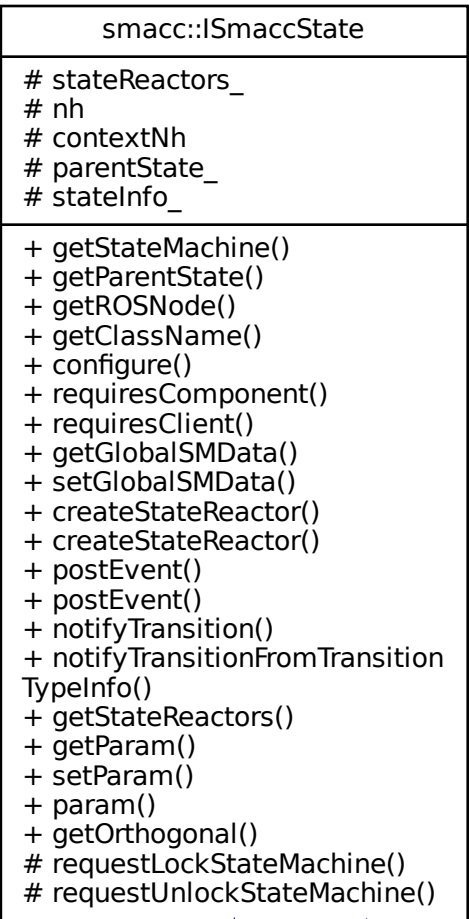 smacc::ISmaccState
# stateReactors_
# nh
# contextNh
# parentState_
# stateInfo_
+ getStateMachine()
+ getParentState()
+ getROSNode()
+ getClassName()
+ configure()
+ requiresComponent()
+ requiresClient()
+ getGlobalSMData()
+ setGlobalSMData()
+ createStateReactor()
+ createStateReactor()
+ postEvent()
+ postEvent()
+ notifyTransition()
+ notifyTransitionFromTransition
TypeInfo()
+ getStateReactors()
+ getParam()
+ setParam()
+ param()
+ getOrthogonal()
# requestLockStateMachine()
# requestUnlockStateMachine()